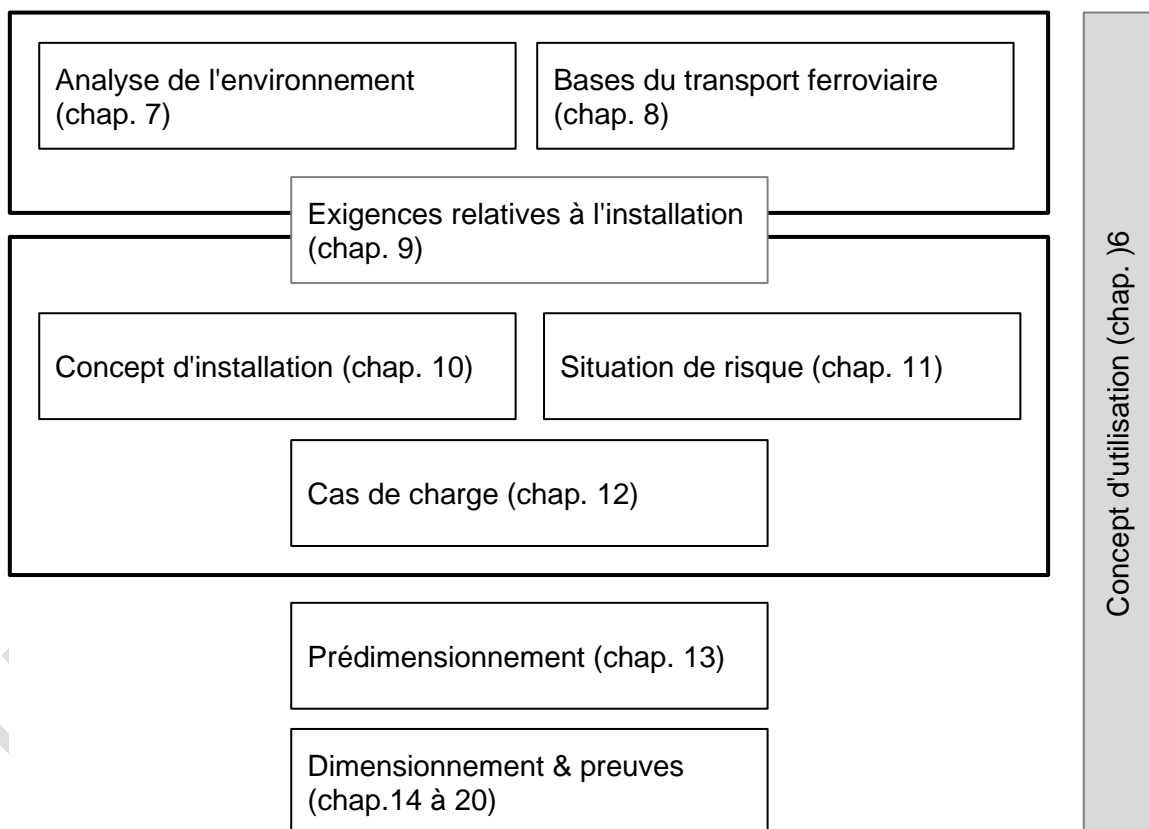 Analyse de l'environnement
(chap. 7)
Bases du transport ferroviaire
(chap. 8)
Exigences relatives à l'installation
(chap. 9)
Concept d'installation (chap. 10)
Situation de risque (chap. 11)
Cas de charge (chap. 12)
Prédimensionnement (chap. 13)
Dimensionnement & preuves
(chap.14 à 20)
Concept d'utilisation (chap. )6